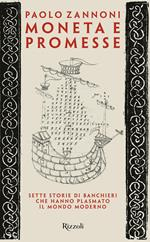 PAOLO ZANNONI
MONETA E
PROMESSE
SETTE STORIE DI BANCHIERI
CHE HANNO PLASMATO
IL MONDO MODERNO
Rizzoli